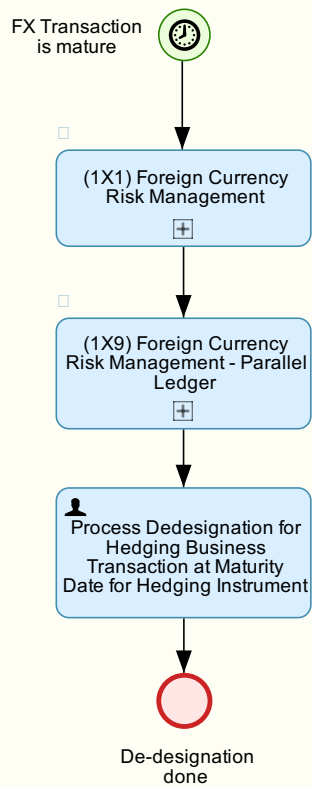 FX Transaction
is mature
(1X1) Foreign Currency
Risk Management
(1X9) Foreign Currency
Risk Management - Parallel
Ledger
Process Dedesignation for
Hedging Business
Transaction at Maturity
Date for Hedging Instrument
De-designation
done